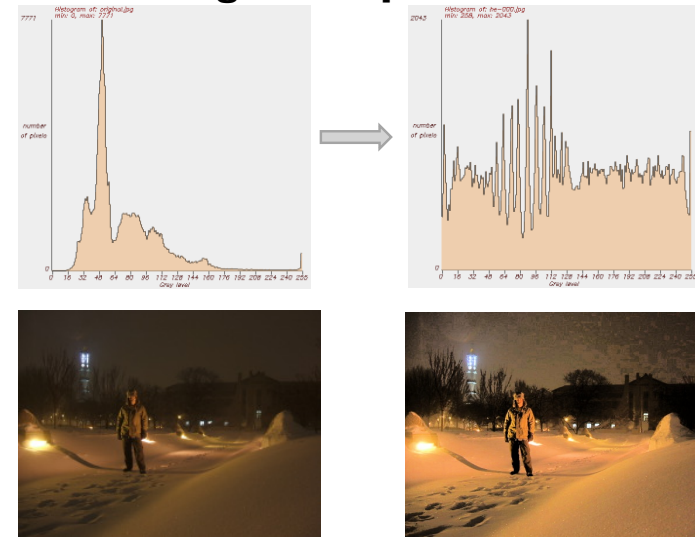 Histogram of: original.jpg
min: 0, max: 7771
7771
number
of pixels
0
0 16 32 48 64 80 96 112 128 144 160 176 192 208 224 240 255
Gray level
Histogram of: he-000.jpg
min: 258, max: 2043
2043
number
of pixels
0
0 16 32 48 64 80 96 112 128 144 160 176 192 208 224 240 255
Gray level